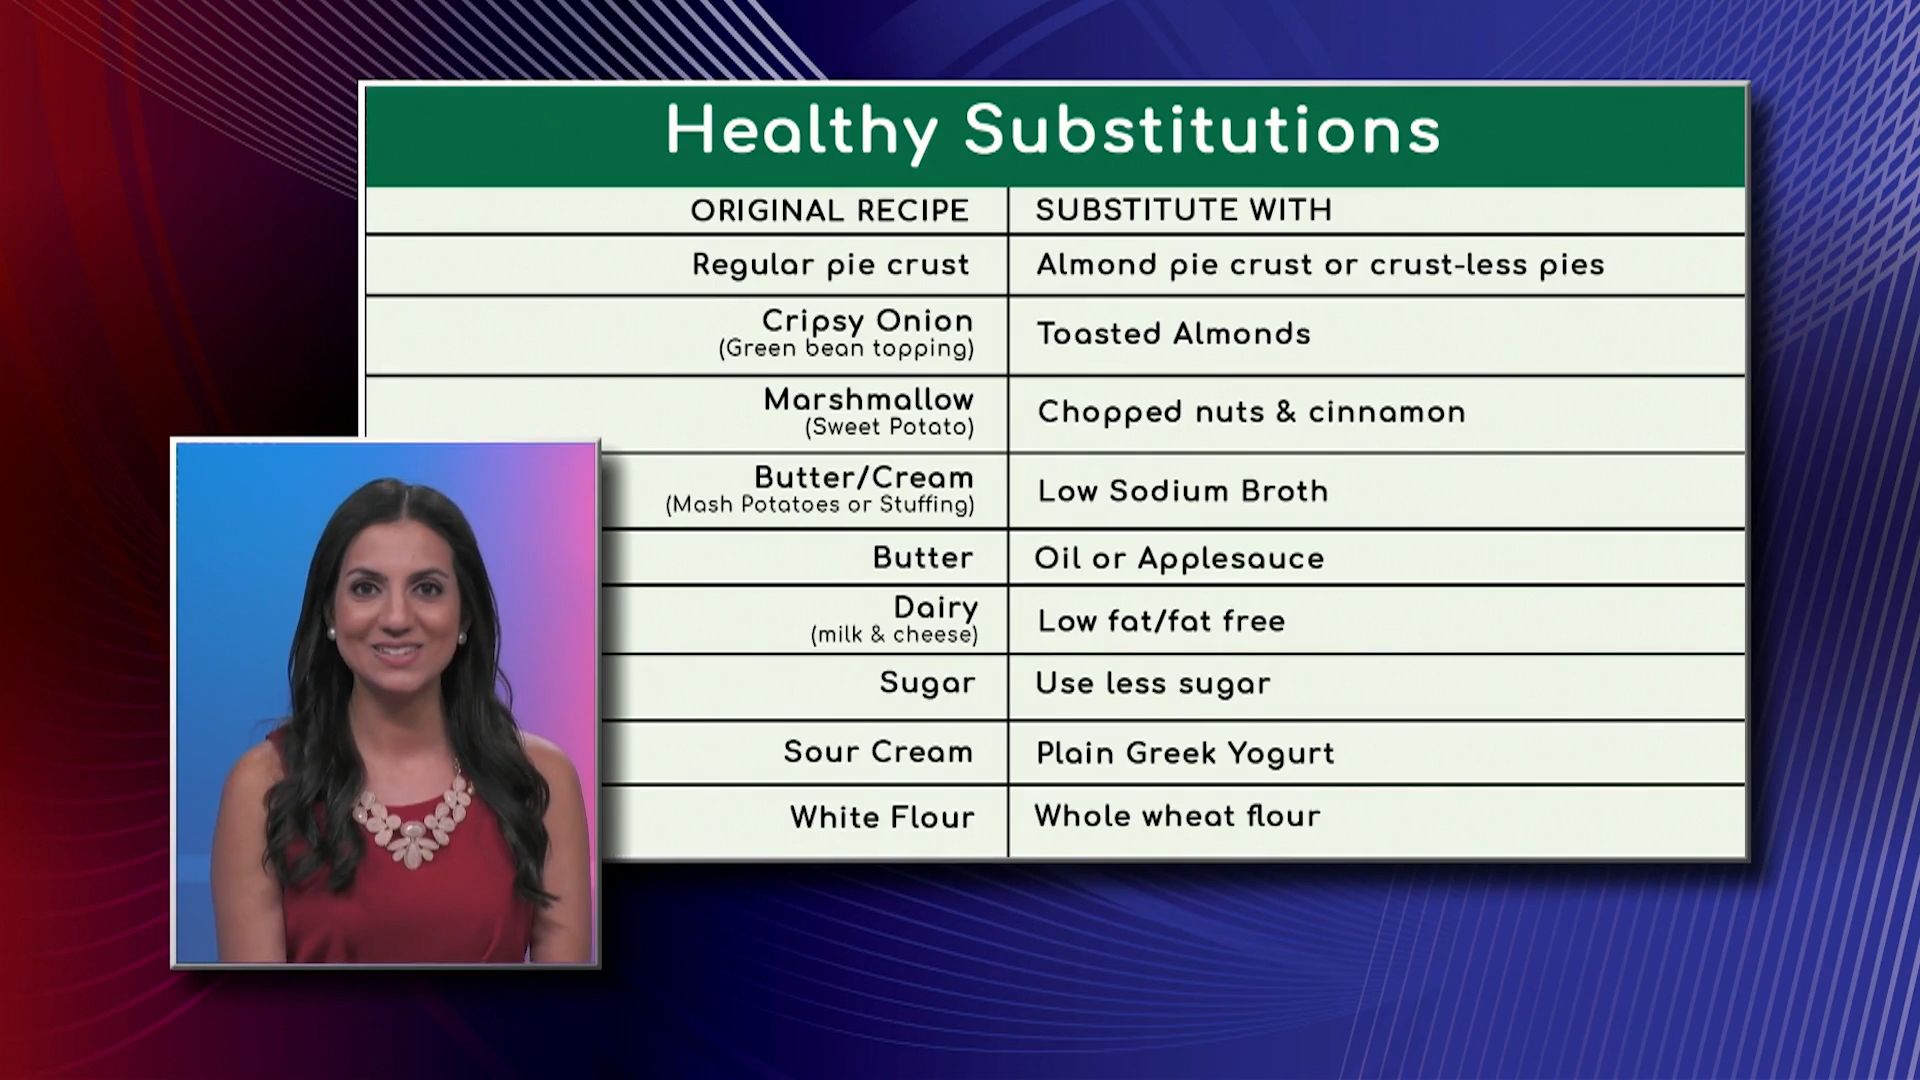 Healthy Substitutions
ORIGINAL RECIPE SUBSTITUTE WITH
Regular pie crust Almond pie crust or crust-less pies
Cripsy Onion
(Green bean topping)
Toasted Almonds
Marshmallow
(Sweet Potato)
Chopped nuts & cinnamon
Butter/Cream
(Mash Potatoes or Stuffing)
Low Sodium Broth
Butter Oil or Applesauce
Dairy
(milk & cheese)
Low fat/fat free
Sugar Use less sugar
Sour Cream Plain Greek Yogurt
White Flour Whole wheat flour